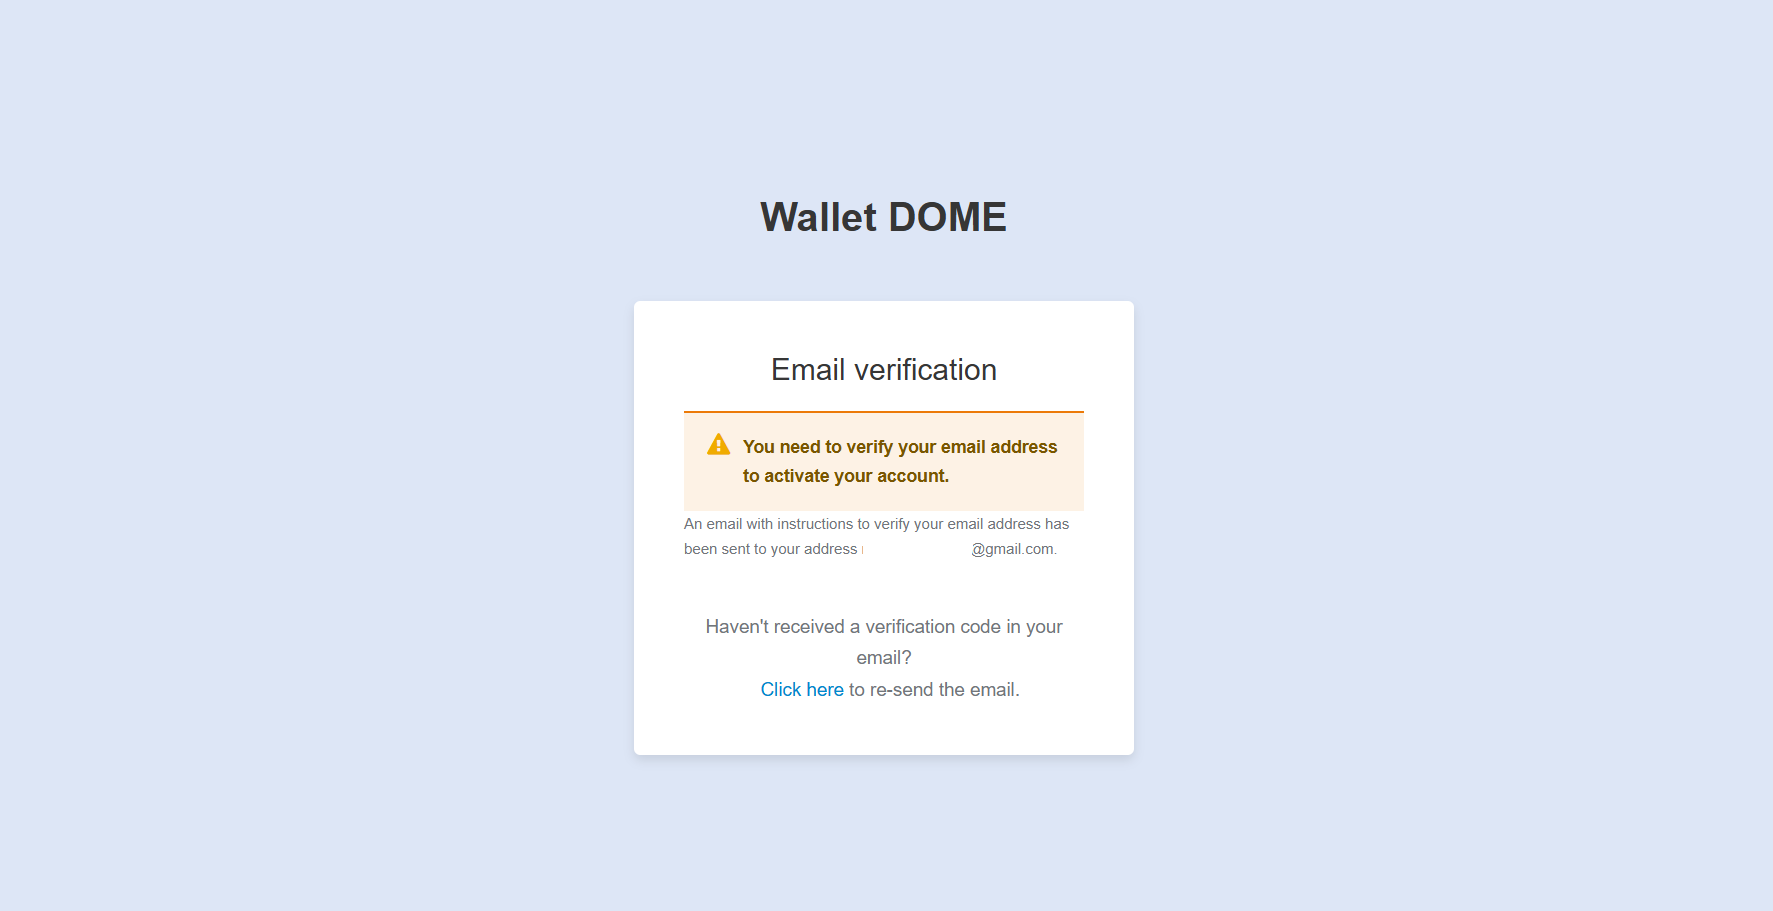 Wallet DOME
Email verification
You need to verify your email address
to activate your account.
An email with instructions to verify your email address has
been sent to your address @gmail.com.
Haven't received a verification code in your
email?
Click here to re-send the email.